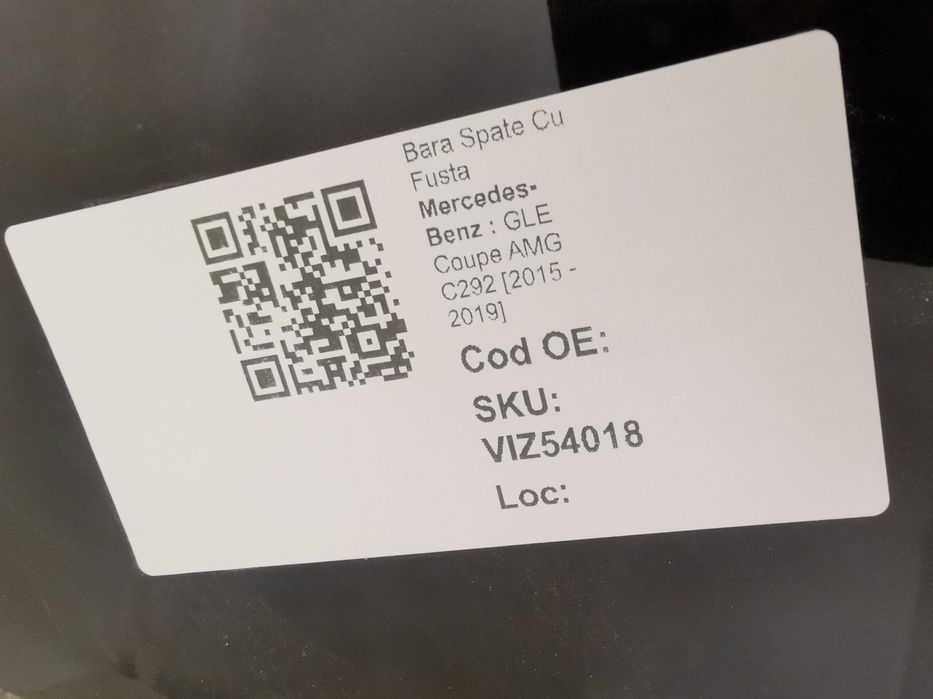 Bara Spate Cu
Fusta
Mercedes-
Benz : GLE
Coupe AMG
C292 [2015 -
2019]
Cod OE:
SKU:
VIZ54018
Loc: